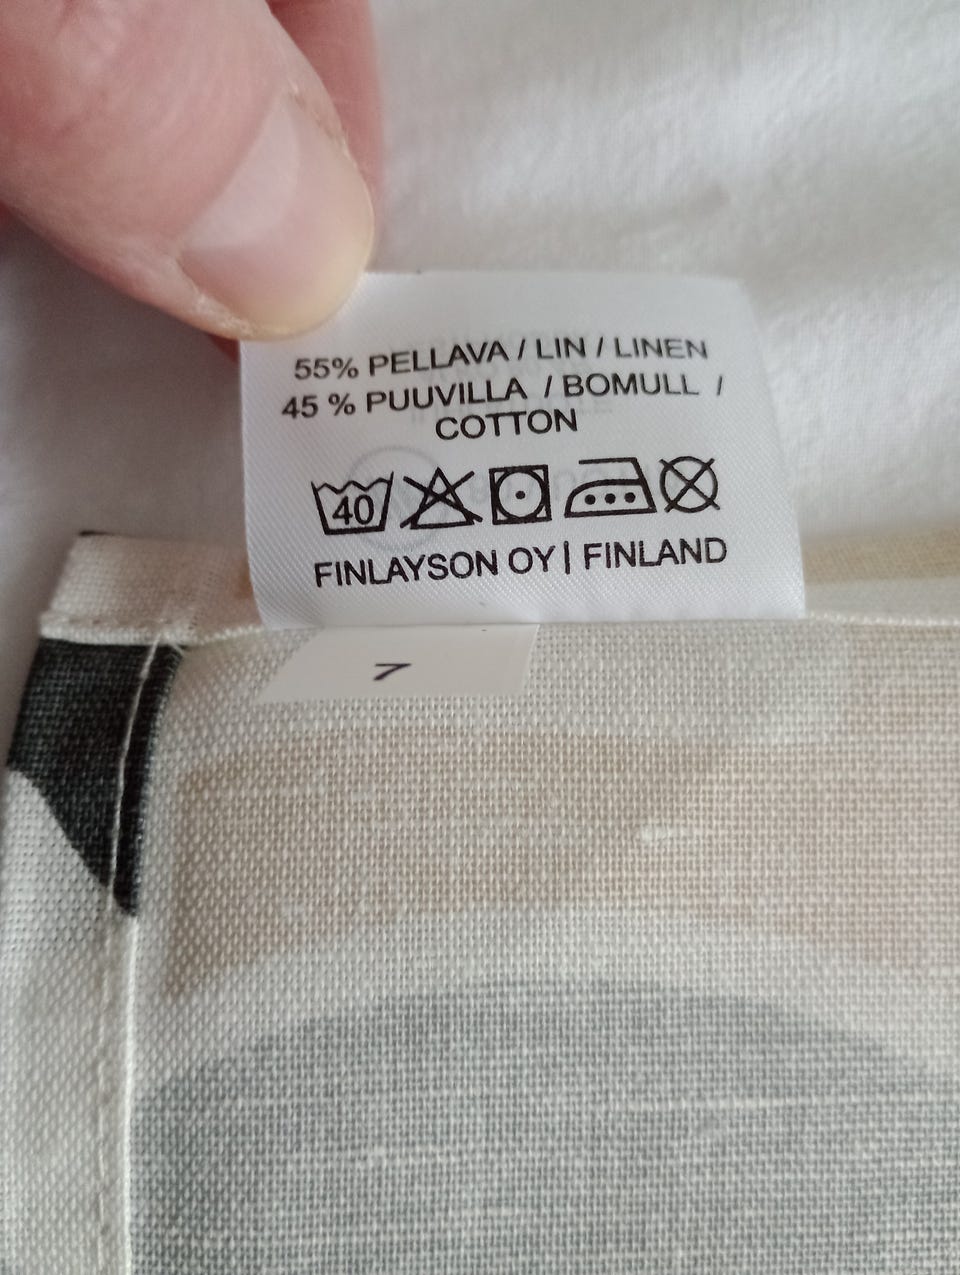 55% PELLAVA / LIN / LINEN
45 % PUUVILLA / BOMULL /
COTTON
40
FINLAYSON OY | FINLAND
7